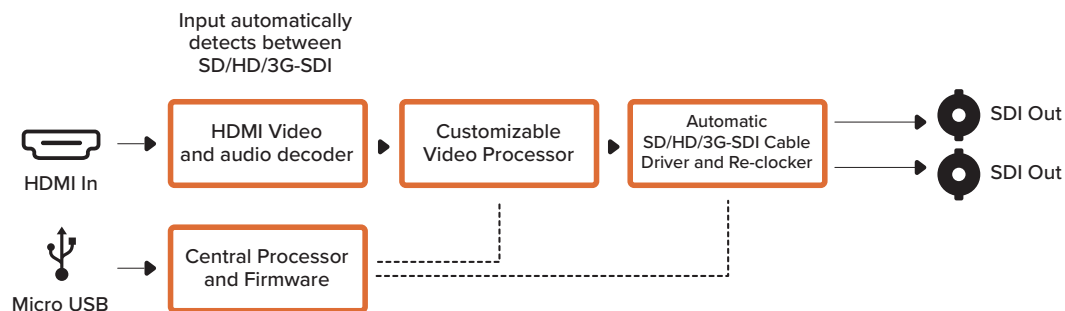 Input automatically
detects between
SD/HD/3G-SDI
HDMI In
HDMI Video
and audio decoder
Customizable
Video Processor
Automatic
SD/HD/3G-SDI Cable
Driver and Re-clocker
SDI Out
SDI Out
Micro USB
Central Processor
and Firmware